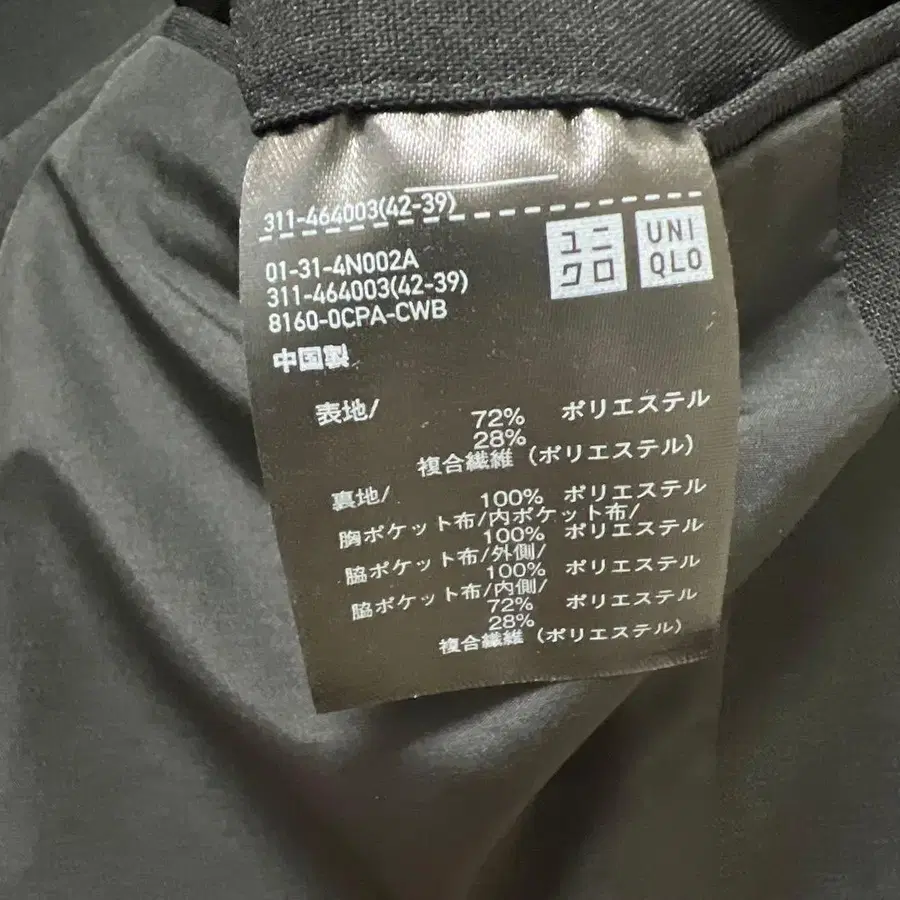 311-464003(42-39)
ユニ
クロ
UNI
QLO
01-31-4N002A
311-464003(42-39)
8160-0CPA-CWB
中国製
表地/
72% ポリエステル
28%
複合繊維 (ポリエステル)
裏地/ 100% ポリエステル
胸ポケット布/内ポケット布/
100% ポリエステル
脇ポケット布/外側/
100% ポリエステル
脇ポケット布/内側/
72% ポリエステル
28%
複合繊維 (ポリエステル)